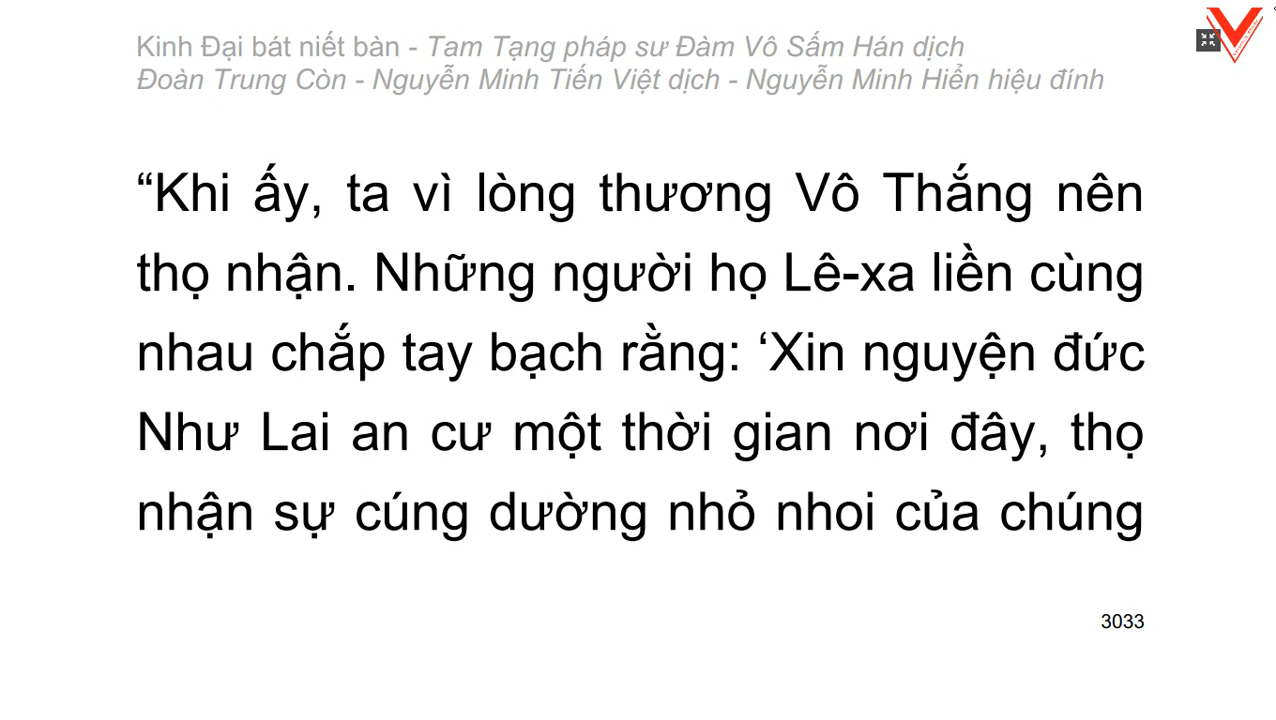 Kinh Đại bát niết bàn - Tam Tạng pháp sư Đàm Vô Sấm Hán dịch
Đoàn Trung Còn - Nguyễn Minh Tiến Việt dịch - Nguyễn Minh Hiển hiệu đính
“Khi ấy, ta vì lòng thương Vô Thắng nên
thọ nhận. Những người họ Lê-xa liền cùng
nhau chắp tay bạch rằng: ‘Xin nguyện đức
Như Lai an cư một thời gian nơi đây, thọ
nhận sự cúng dường nhỏ nhoi của chúng
3033